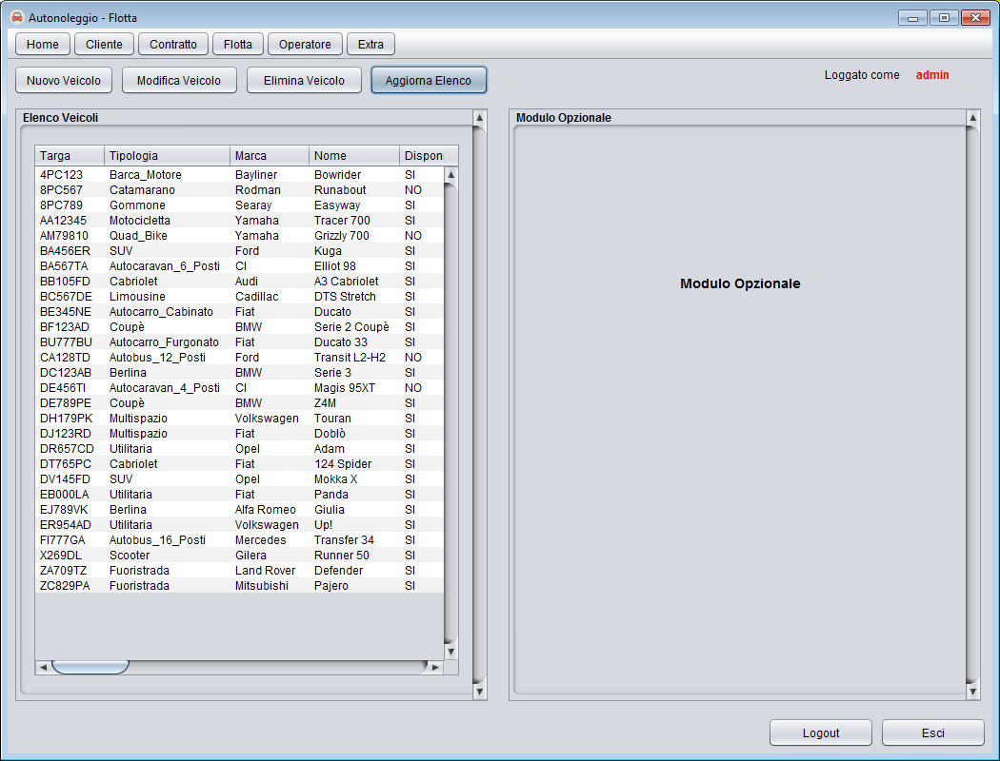 Autonoleggio - Flotta
Home Cliente Contratto Flotta Operatore Extra
Nuovo Veicolo Modifica Veicolo Elimina Veicolo Aggiorna Elenco Loggato come admin
Elenco Veicoli
Targa Tipologia Marca Nome Disponi
4PC123 Barca_Motore Bayliner Bowrider SI
8PC567 Catamarano Rodman Runabout NO
8PC789 Gommone Searay Easyway SI
AA12345 Motocicletta Yamaha Tracer 700 SI
AM79810 Quad_Bike Yamaha Grizzly 700 NO
BA456ER SUV Ford Kuga SI
BA567TA Autocaravan_6_Posti CI Elliot 98 SI
BB105FD Cabriolet Audi A3 Cabriolet SI
BC567DE Limousine Cadillac DTS Stretch SI
BE345NE Autocarro_Cabinato Fiat Ducato SI
BF123AD Coupè BMW Serie 2 Coupè SI
BU777BU Autocarro_Furgonato Fiat Ducato 33 SI
CA128TD Autobus_12_Posti Ford Transit L2-H2 NO
DC123AB Berlina BMW Serie 3 SI
DE456TI Autocaravan_4_Posti CI Magis 95XT NO
DE789PE Coupè BMW Z4M SI
DH179PK Multispazio Volkswagen Touran SI
DJ123RD Multispazio Fiat Doblò SI
DR657CD Utilitaria Opel Adam SI
DT765PC Cabriolet Fiat 124 Spider SI
DV145FD SUV Opel Mokka X SI
EB000LA Utilitaria Fiat Panda SI
EJ789VK Berlina Alfa Romeo Giulia SI
ER954AD Utilitaria Volkswagen Up! SI
FI777GA Autobus_16_Posti Mercedes Transfer 34 SI
X269DL Scooter Gilera Runner 50 SI
ZA709TZ Fuoristrada Land Rover Defender SI
ZC829PA Fuoristrada Mitsubishi Pajero SI
Modulo Opzionale
Modulo Opzionale
Logout Esci